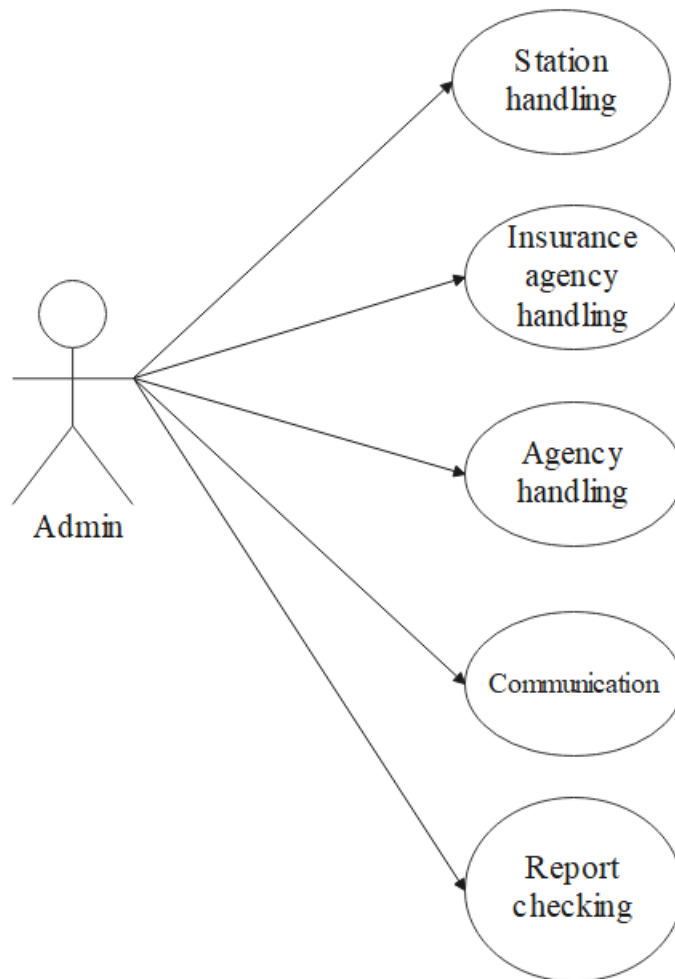 Station
handling
Insurance
agency
handling
Agency
handling
Admin
Communication
Report
checking